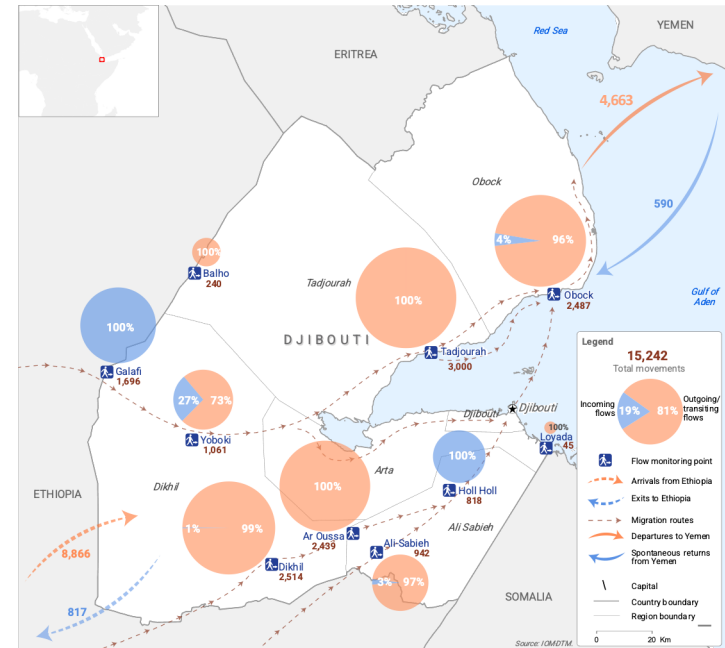 YEMEN
Red Sea
ERITREA
4,663
Obock
590
4%
96%
100%
Balho
240
Tadjourah
100%
Gulf of
Aden
Obock
2,487
100%
DJIBOUTI
Galafi
1,696
Tadjourah
3,000
27%
73%
Yoboki
1,061
Djibouti
Djibouti
100%
Loyada
45
100%
Arta
100%
Dikhil
Holl Holl
818
ETHIOPIA
1%
99%
Ali Sabieh
Ar Oussa
2,439
Ali-Sabieh
942
8,866
Dikhil
2,514
3%
97%
817
SOMALIA
Legend
15,242
Total movements
Incoming
flows
19%
81%
Outgoing/
transiting
flows
Flow monitoring point
Arrivals from Ethiopia
Exits to Ethiopia
Migration routes
Departures to Yemen
Spontaneous returns
from Yemen
Capital
Country boundary
Region boundary
0 20 Km
Source: IOMDTM